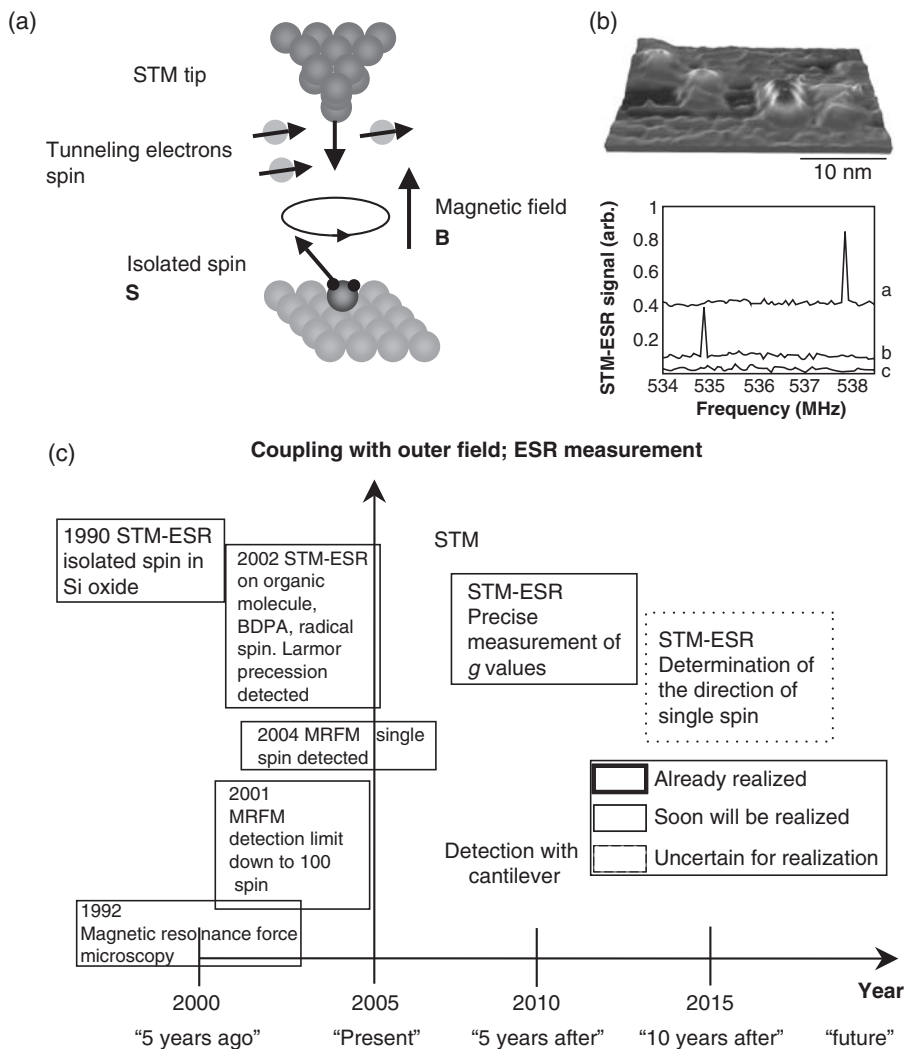 (a)
STM tip
Tunneling electrons
spin
Magnetic field
B
Isolated spin
S
(b)
10 nm
STM-ESR signal (arb.)
1
0.8
0.6
0.4
0.2
a
b
c
534 535 536 537 538
Frequency (MHz)
(c)
Coupling with outer field; ESR measurement
1990 STM-ESR
isolated spin in
Si oxide
2002 STM-ESR
on organic
molecule,
BDPA, radical
spin. Larmor
precession
detected
STM
STM-ESR
Precise
measurement of
g values
STM-ESR
Determination of
the direction of
single spin
2004 MRFM single
spin detected
2001
MRFM
detection limit
down to 100
spin
Detection with
cantilever
Already realized
Soon will be realized
Uncertain for realization
1992
Magnetic resonance force
microscopy
Year
2000 2005 2010 2015
“5 years ago” “Present” “5 years after” “10 years after” “future”